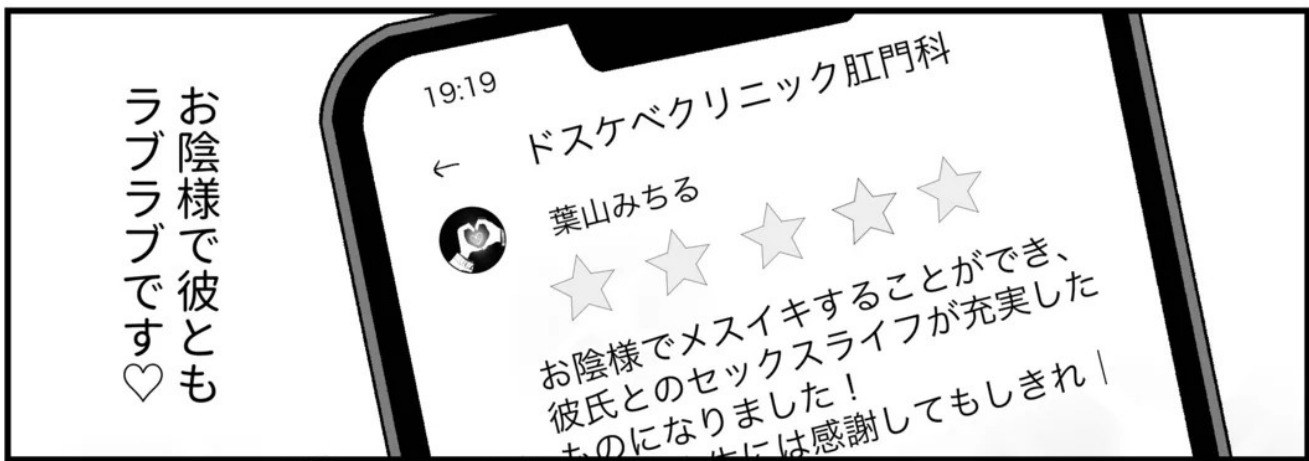 19:19
← ドスケベクリニック肛門科
葉山みちる
お陰様でメスイキすることができ、
彼氏とのセックスライフが充実した
ものになりました！
には感謝してもしきれ｜
お陰様で彼とも
ラブラブです♡